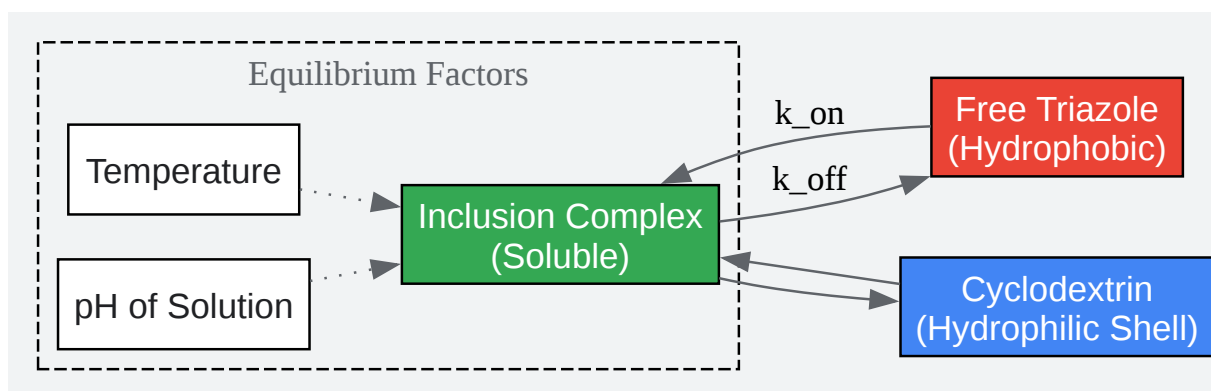 Equilibrium Factors
Temperature
pH of Solution
Inclusion Complex
(Soluble)
k_on
k_off
Free Triazole
(Hydrophobic)
Cyclodextrin
(Hydrophilic Shell)